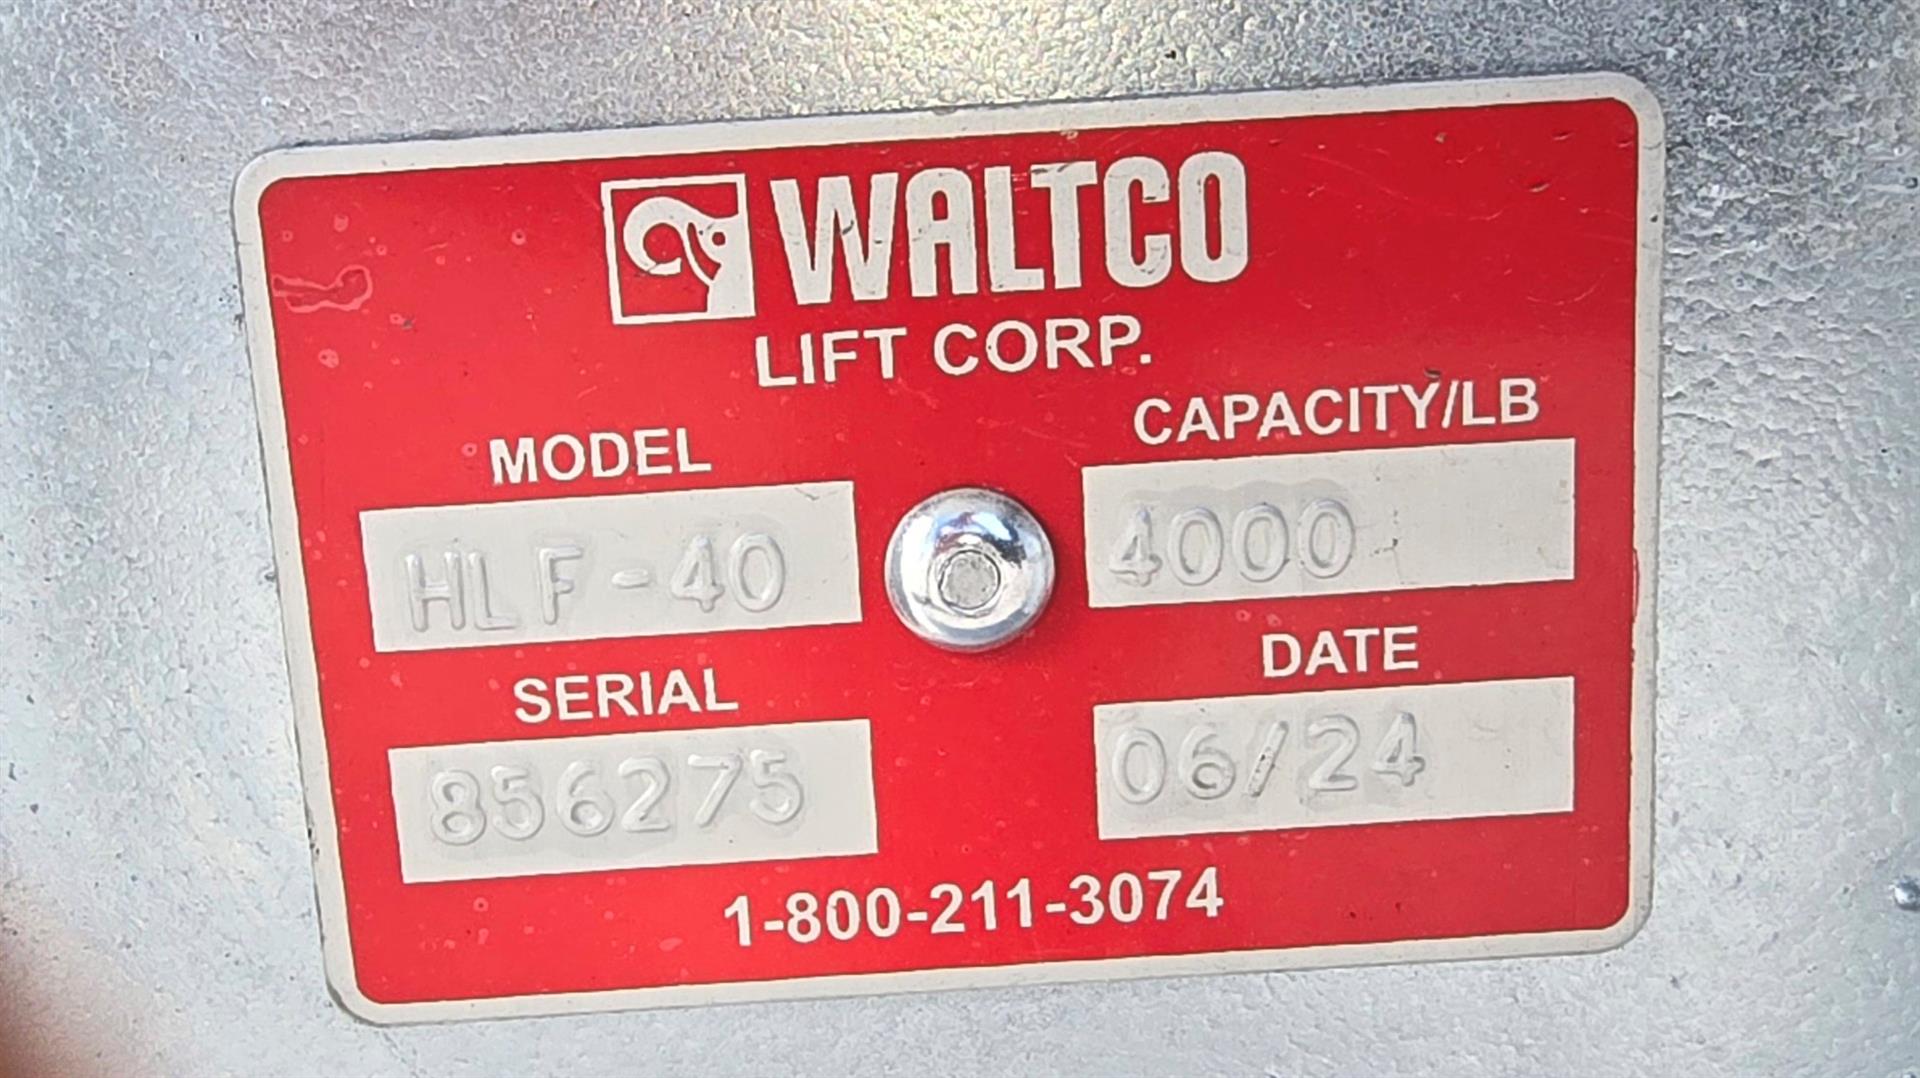 WALTCO
LIFT CORP.
MODEL
HLF-40
CAPACITY/LB
4000
SERIAL
856275
DATE
06/24
1-800-211-3074